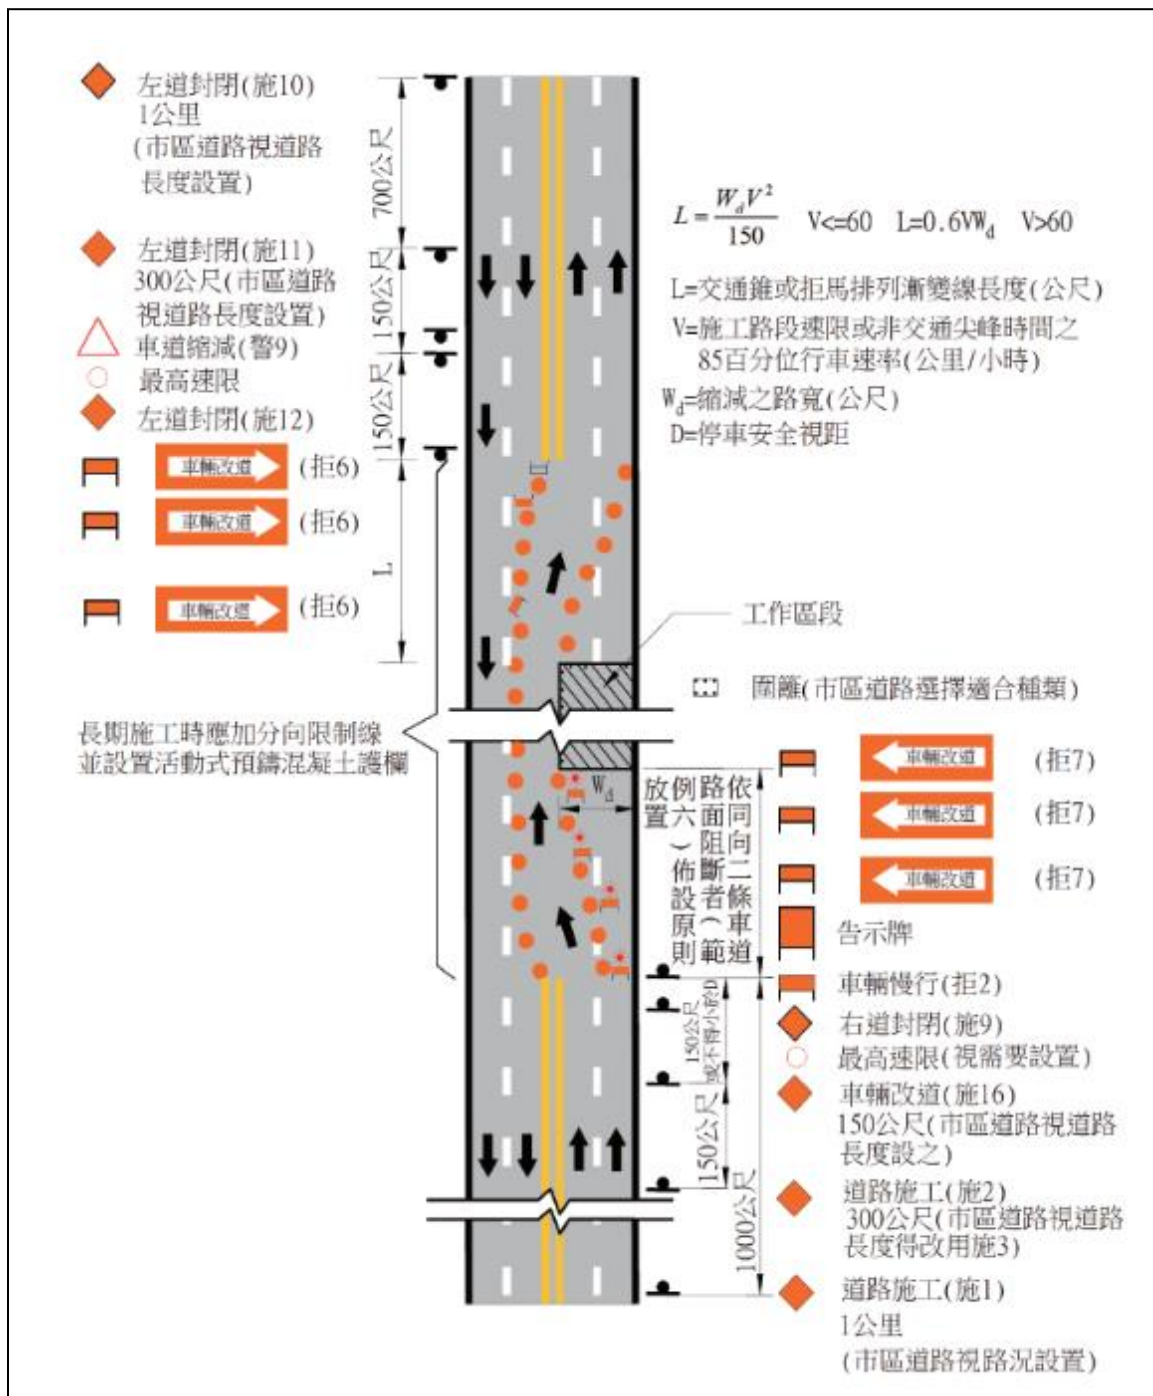 左道封閉(施10)
1公里
(市區道路視道路
長度設置)
左道封閉(施11)
300公尺(市區道路
視道路長度設置)
車道縮減(警9)
最高速限
左道封閉(施12)
車輛改道 (拒6)
車輛改道 (拒6)
車輛改道 (拒6)
長期施工時應加分向限制線
並設置活動式預鑄混凝土護欄
700公尺
150公尺
150公尺
L
L=W_dV²/150 V<=60 L=0.6VW_d V>60
L=交通錐或拒馬排列漸變線長度(公尺)
V=施工路段速限或非交通尖峰時間之
85百分位行車速率(公里/小時)
W_d=縮減之路寬(公尺)
D=停車安全視距
工作區段
圍籬(市區道路選擇適合種類)
W_d
依同向二條車道
路面阻斷者(範
例六)佈設原則
放置
車輛改道 (拒7)
車輛改道 (拒7)
車輛改道 (拒7)
告示牌
車輛慢行(拒2)
右道封閉(施9)
最高速限(視需要設置)
車輛改道(施16)
150公尺(市區道路視道路
長度設之)
道路施工(施2)
300公尺(市區道路視道路
長度得改用施3)
道路施工(施1)
1公里
(市區道路視路況設置)
150公尺
或不得小於D
150公尺
1000公尺